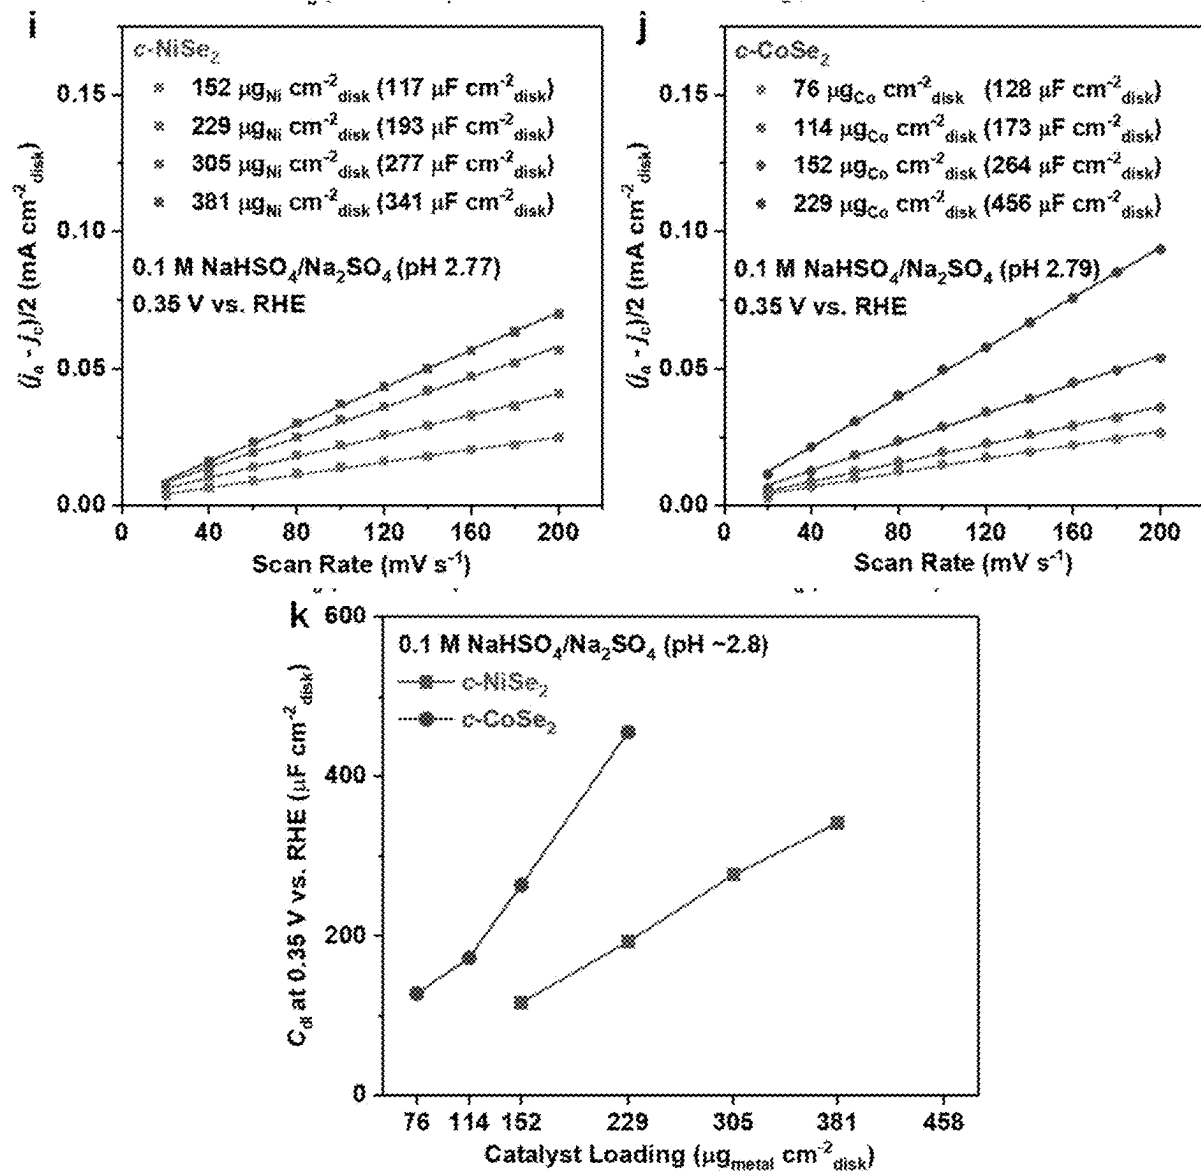 i
c-NiSe2
152 μgNi cm-2disk (117 μF cm-2disk)
229 μgNi cm-2disk (193 μF cm-2disk)
305 μgNi cm-2disk (277 μF cm-2disk)
381 μgNi cm-2disk (341 μF cm-2disk)
0.1 M NaHSO4/Na2SO4 (pH 2.77)
0.35 V vs. RHE
(ja - jc)/2 (mA cm-2disk)
0.15
0.10
0.05
0.00
0 40 80 120 160 200
Scan Rate (mV s-1)
j
c-CoSe2
76 μgCo cm-2disk (128 μF cm-2disk)
114 μgCo cm-2disk (173 μF cm-2disk)
152 μgCo cm-2disk (264 μF cm-2disk)
229 μgCo cm-2disk (456 μF cm-2disk)
0.1 M NaHSO4/Na2SO4 (pH 2.79)
0.35 V vs. RHE
(ja - jc)/2 (mA cm-2disk)
0.15
0.10
0.05
0.00
0 40 80 120 160 200
Scan Rate (mV s-1)
k
0.1 M NaHSO4/Na2SO4 (pH ~2.8)
c-NiSe2
c-CoSe2
Cdl at 0.35 V vs. RHE (μF cm-2disk)
600
400
200
0
76 114 152 229 305 381 458
Catalyst Loading (μgmetal cm-2disk)